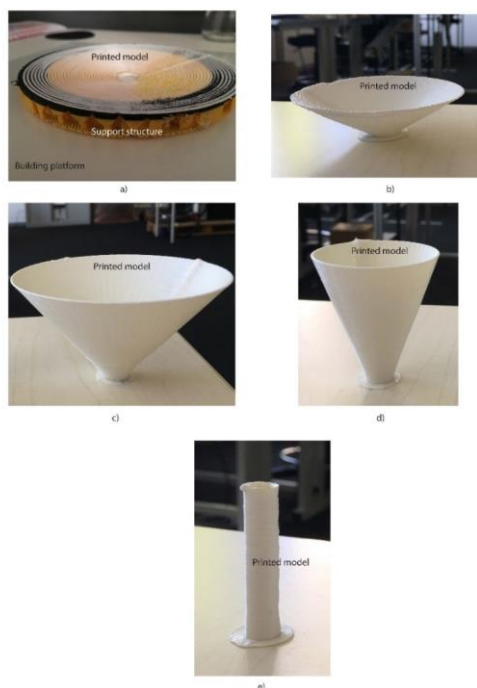 Printed model
Support structure
Building platform
a)
Printed model
b)
Printed model
c)
Printed model
d)
Printed model
e)